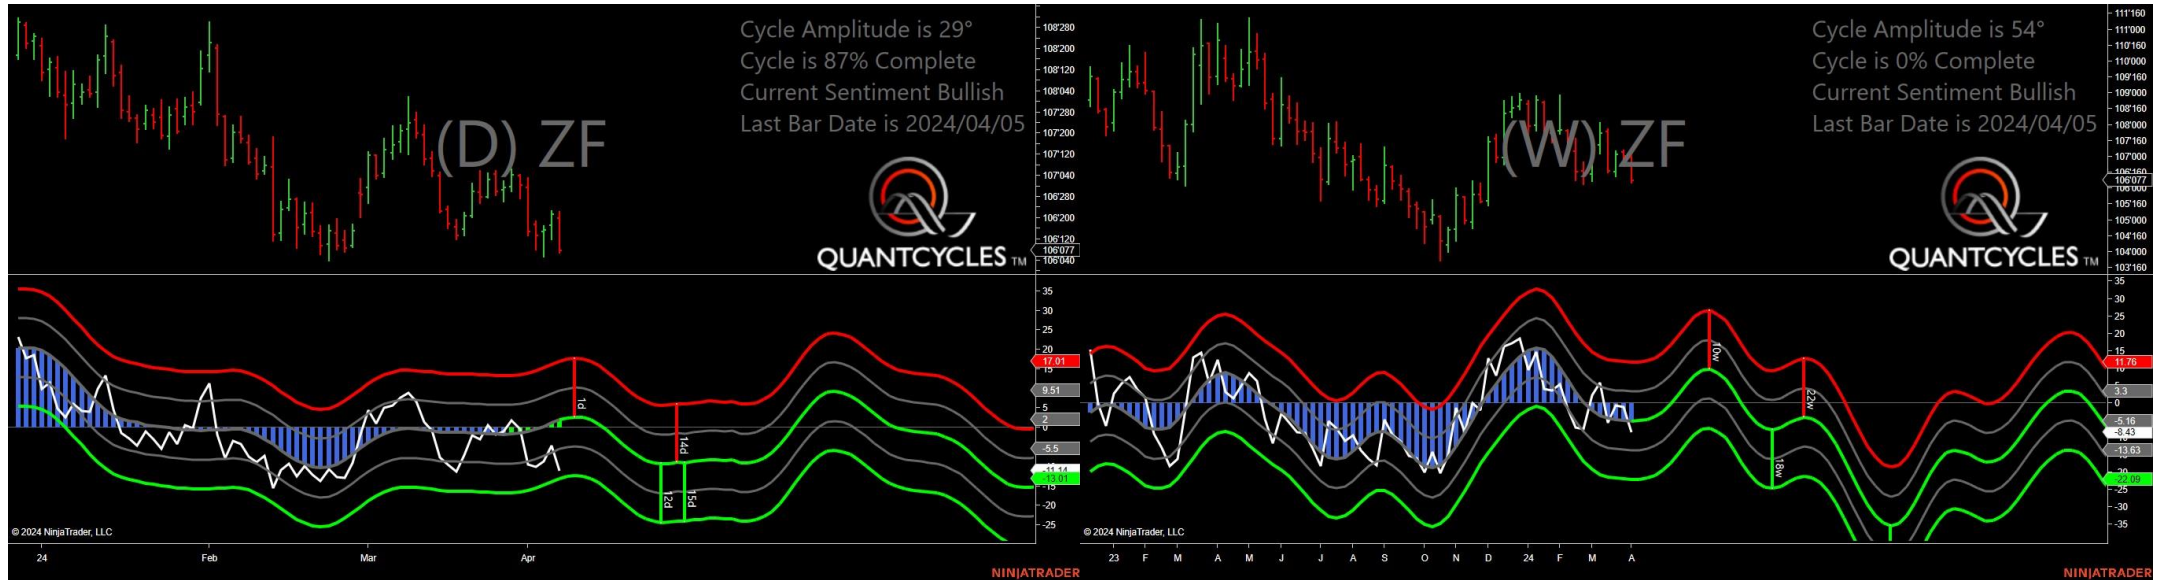 Cycle Amplitude is 29°
Cycle is 87% Complete
Current Sentiment Bullish
Last Bar Date is 2024/04/05
(D) ZF
QUANTCYCLES TM
108'280
108'200
108'120
108'040
107'280
107'200
107'120
107'040
106'280
106'200
106'120
106'077
106'040
35
30
25
20
17.01
15
9.51
5
2
0
-5.5
-11.14
-13.01
-15
-20
-25
1d
14d
12d
15d
© 2024 NinjaTrader, LLC
24
Feb
Mar
Apr
NINJATRADER
Cycle Amplitude is 54°
Cycle is 0% Complete
Current Sentiment Bullish
Last Bar Date is 2024/04/05
(W) ZF
QUANTCYCLES TM
111'160
111'000
110'160
110'000
109'160
109'000
108'160
108'000
107'160
107'000
106'160
106'077
106'000
105'160
105'000
104'160
104'000
103'160
35
30
25
20
15
11.76
3.3
0
-5.16
-8.43
-13.63
-22.09
-25
-30
-35
10w
22w
18w
© 2024 NinjaTrader, LLC
23
F
M
A
M
J
J
A
S
O
N
D
24
F
M
A
NINJATRADER